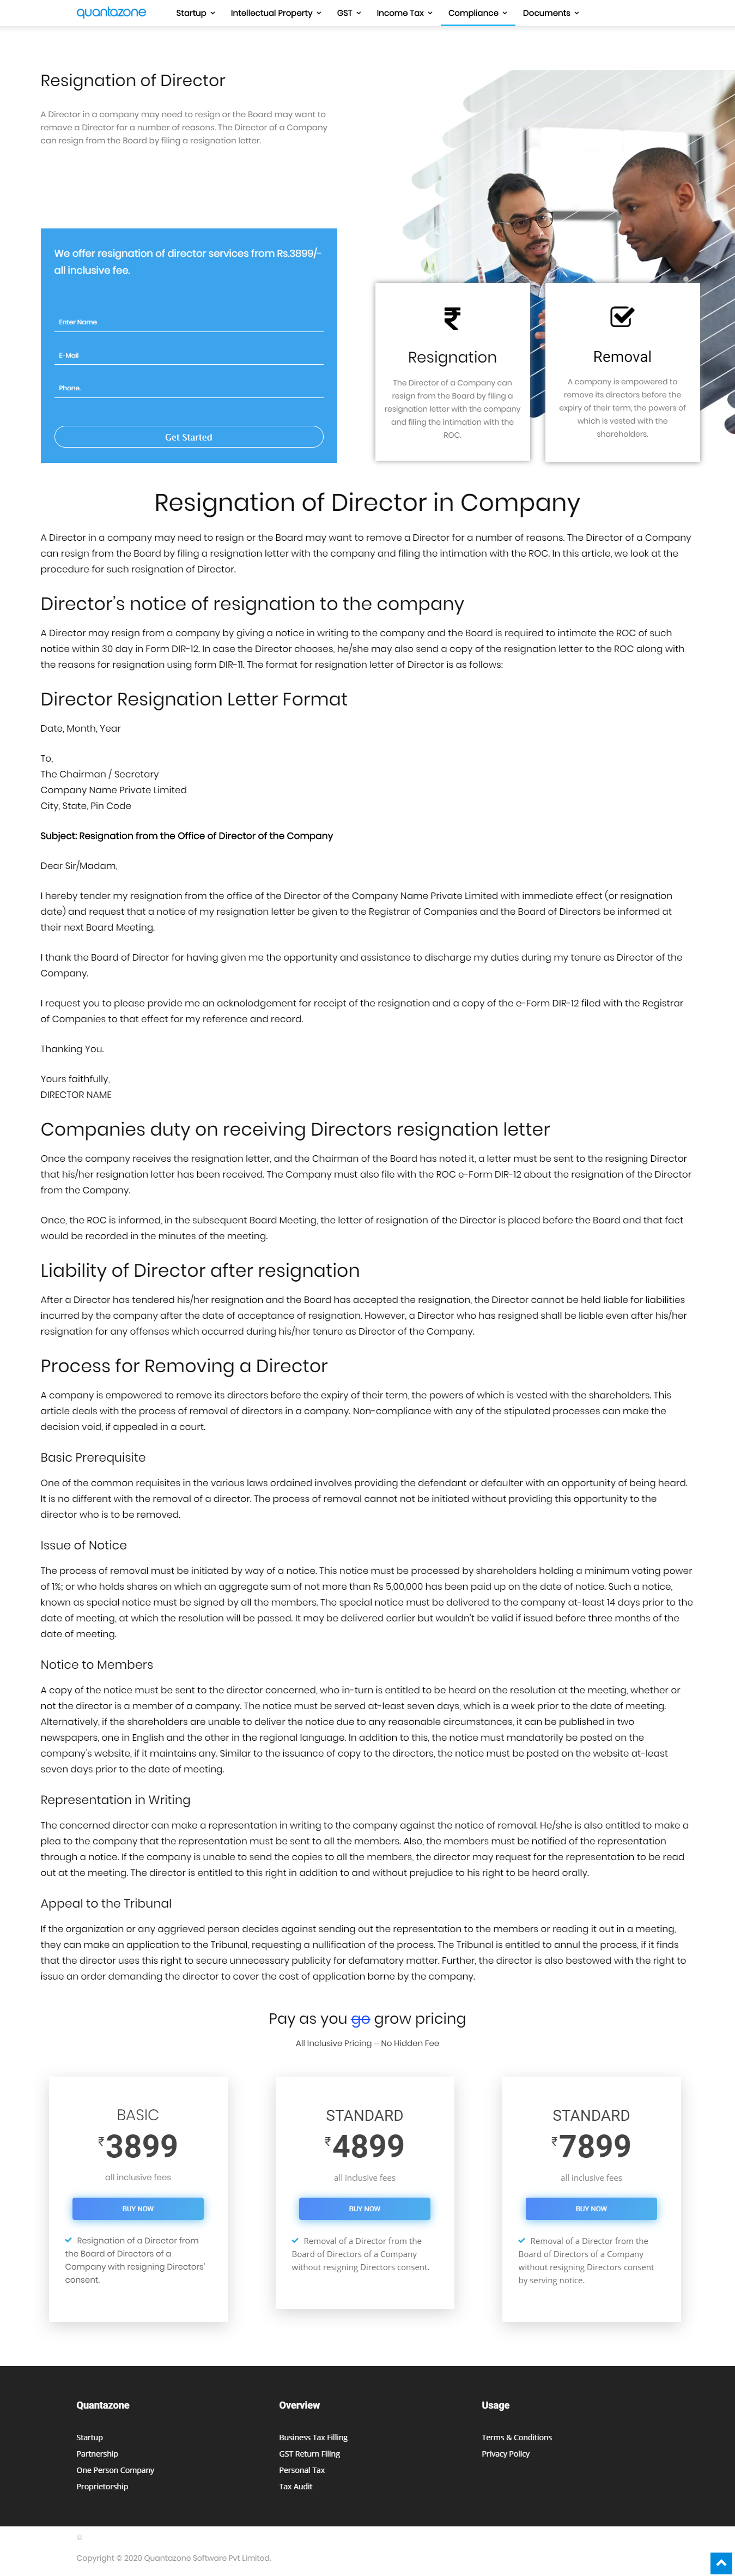 quantazone
Startup
Intellectual Property
GST
Income Tax
Compliance
Documents
Resignation of Director
A Director in a company may need to resign or the Board may want to
remove a Director for a number of reasons. The Director of a Company
can resign from the Board by filing a resignation letter.
We offer resignation of director services from Rs.3899/-
all inclusive fee.
Enter Name
E-Mail
Phone.
Get Started
₹
Resignation
The Director of a Company can
resign from the Board by filing a
resignation letter with the company
and filing the intimation with the
ROC.
Removal
A company is empowered to
remove its directors before the
expiry of their term, the powers of
which is vested with the
shareholders.
Resignation of Director in Company
A Director in a company may need to resign or the Board may want to remove a Director for a number of reasons. The Director of a Company
can resign from the Board by filing a resignation letter with the company and filing the intimation with the ROC. In this article, we look at the
procedure for such resignation of Director.
Director's notice of resignation to the company
A Director may resign from a company by giving a notice in writing to the company and the Board is required to intimate the ROC of such
notice within 30 day in Form DIR-12. In case the Director chooses, he/she may also send a copy of the resignation letter to the ROC along with
the reasons for resignation using form DIR-11. The format for resignation letter of Director is as follows:
Director Resignation Letter Format
Date, Month, Year
To,
The Chairman / Secretary
Company Name Private Limited
City, State, Pin Code
Subject: Resignation from the Office of Director of the Company
Dear Sir/Madam,
I hereby tender my resignation from the office of the Director of the Company Name Private Limited with immediate effect (or resignation
date) and request that a notice of my resignation letter be given to the Registrar of Companies and the Board of Directors be informed at
their next Board Meeting.
I thank the Board of Director for having given me the opportunity and assistance to discharge my duties during my tenure as Director of the
Company.
I request you to please provide me an acknolodgement for receipt of the resignation and a copy of the e-Form DIR-12 filed with the Registrar
of Companies to that effect for my reference and record.
Thanking You.
Yours faithfully,
DIRECTOR NAME
Companies duty on receiving Directors resignation letter
Once the company receives the resignation letter, and the Chairman of the Board has noted it, a letter must be sent to the resigning Director
that his/her resignation letter has been received. The Company must also file with the ROC e-Form DIR-12 about the resignation of the Director
from the Company.
Once, the ROC is informed, in the subsequent Board Meeting, the letter of resignation of the Director is placed before the Board and that fact
would be recorded in the minutes of the meeting.
Liability of Director after resignation
After a Director has tendered his/her resignation and the Board has accepted the resignation, the Director cannot be held liable for liabilities
incurred by the company after the date of acceptance of resignation. However, a Director who has resigned shall be liable even after his/her
resignation for any offenses which occurred during his/her tenure as Director of the Company.
Process for Removing a Director
A company is empowered to remove its directors before the expiry of their term, the powers of which is vested with the shareholders. This
article deals with the process of removal of directors in a company. Non-compliance with any of the stipulated processes can make the
decision void, if appealed in a court.
Basic Prerequisite
One of the common requisites in the various laws ordained involves providing the defendant or defaulter with an opportunity of being heard.
It is no different with the removal of a director. The process of removal cannot not be initiated without providing this opportunity to the
director who is to be removed.
Issue of Notice
The process of removal must be initiated by way of a notice. This notice must be processed by shareholders holding a minimum voting power
of 1%; or who holds shares on which an aggregate sum of not more than Rs 5,00,000 has been paid up on the date of notice. Such a notice,
known as special notice must be signed by all the members. The special notice must be delivered to the company at-least 14 days prior to the
date of meeting, at which the resolution will be passed. It may be delivered earlier but wouldn't be valid if issued before three months of the
date of meeting.
Notice to Members
A copy of the notice must be sent to the director concerned, who in-turn is entitled to be heard on the resolution at the meeting, whether or
not the director is a member of a company. The notice must be served at-least seven days, which is a week prior to the date of meeting.
Alternatively, if the shareholders are unable to deliver the notice due to any reasonable circumstances, it can be published in two
newspapers, one in English and the other in the regional language. In addition to this, the notice must mandatorily be posted on the
company's website, if it maintains any. Similar to the issuance of copy to the directors, the notice must be posted on the website at-least
seven days prior to the date of meeting.
Representation in Writing
The concerned director can make a representation in writing to the company against the notice of removal. He/she is also entitled to make a
plea to the company that the representation must be sent to all the members. Also, the members must be notified of the representation
through a notice. If the company is unable to send the copies to all the members, the director may request for the representation to be read
out at the meeting. The director is entitled to this right in addition to and without prejudice to his right to be heard orally.
Appeal to the Tribunal
If the organization or any aggrieved person decides against sending out the representation to the members or reading it out in a meeting,
they can make an application to the Tribunal, requesting a nullification of the process. The Tribunal is entitled to annul the process, if it finds
that the director uses this right to secure unnecessary publicity for defamatory matter. Further, the director is also bestowed with the right to
issue an order demanding the director to cover the cost of application borne by the company.
Pay as you go grow pricing
All Inclusive Pricing – No Hidden Fee
BASIC
₹3899
all inclusive fees
BUY NOW
Resignation of a Director from
the Board of Directors of a
Company with resigning Directors'
consent.
STANDARD
₹4899
all inclusive fees
BUY NOW
Removal of a Director from the
Board of Directors of a Company
without resigning Directors consent.
STANDARD
₹7899
all inclusive fees
BUY NOW
Removal of a Director from the
Board of Directors of a Company
without resigning Directors consent
by serving notice.
Quantazone
Startup
Partnership
One Person Company
Proprietorship
Overview
Business Tax Filling
GST Return Filing
Personal Tax
Tax Audit
Usage
Terms & Conditions
Privacy Policy
©
Copyright © 2020 Quantazone Software Pvt Limited.